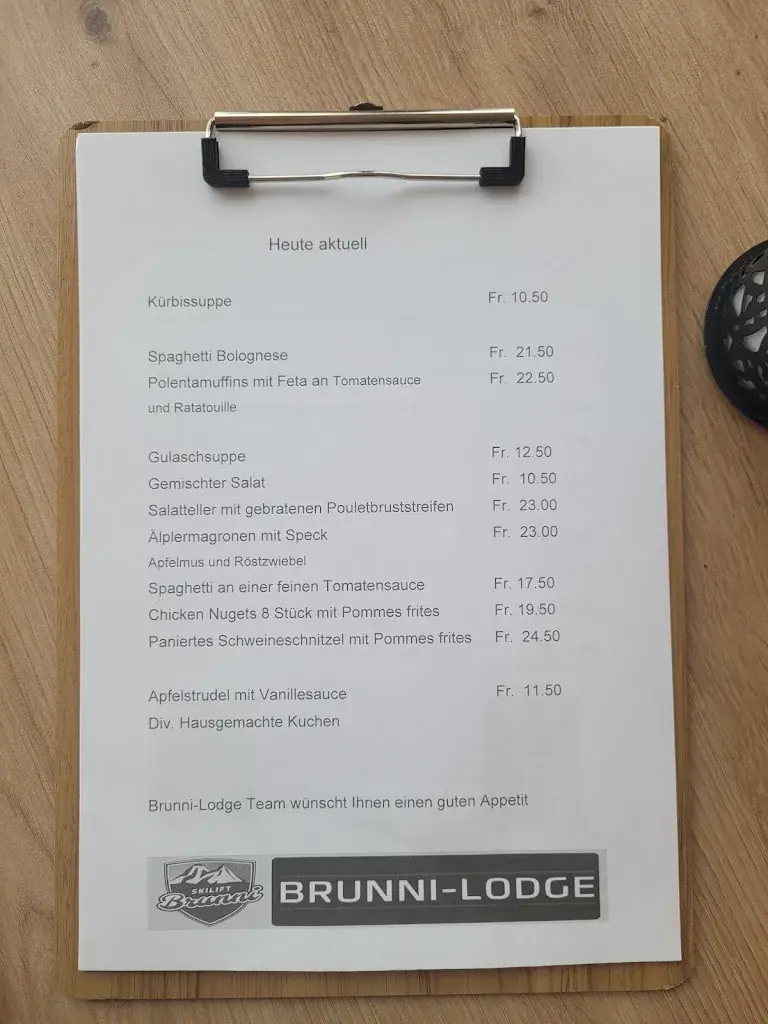 Heute aktuell
Kürbissuppe Fr. 10.50
Spaghetti Bolognese Fr. 21.50
Polentamuffins mit Feta an Tomatensauce Fr. 22.50
und Ratatouille
Gulaschsuppe Fr. 12.50
Gemischter Salat Fr. 10.50
Salatteller mit gebratenen Pouletbruststreifen Fr. 23.00
Älplermagronen mit Speck Fr. 23.00
Apfelmus und Röstzwiebel
Spaghetti an einer feinen Tomatensauce Fr. 17.50
Chicken Nugets 8 Stück mit Pommes frites Fr. 19.50
Paniertes Schweineschnitzel mit Pommes frites Fr. 24.50
Apfelstrudel mit Vanillesauce Fr. 11.50
Div. Hausgemachte Kuchen
Brunni-Lodge Team wünscht Ihnen einen guten Appetit
SKILIFT
Brunni
BRUNNI-LODGE